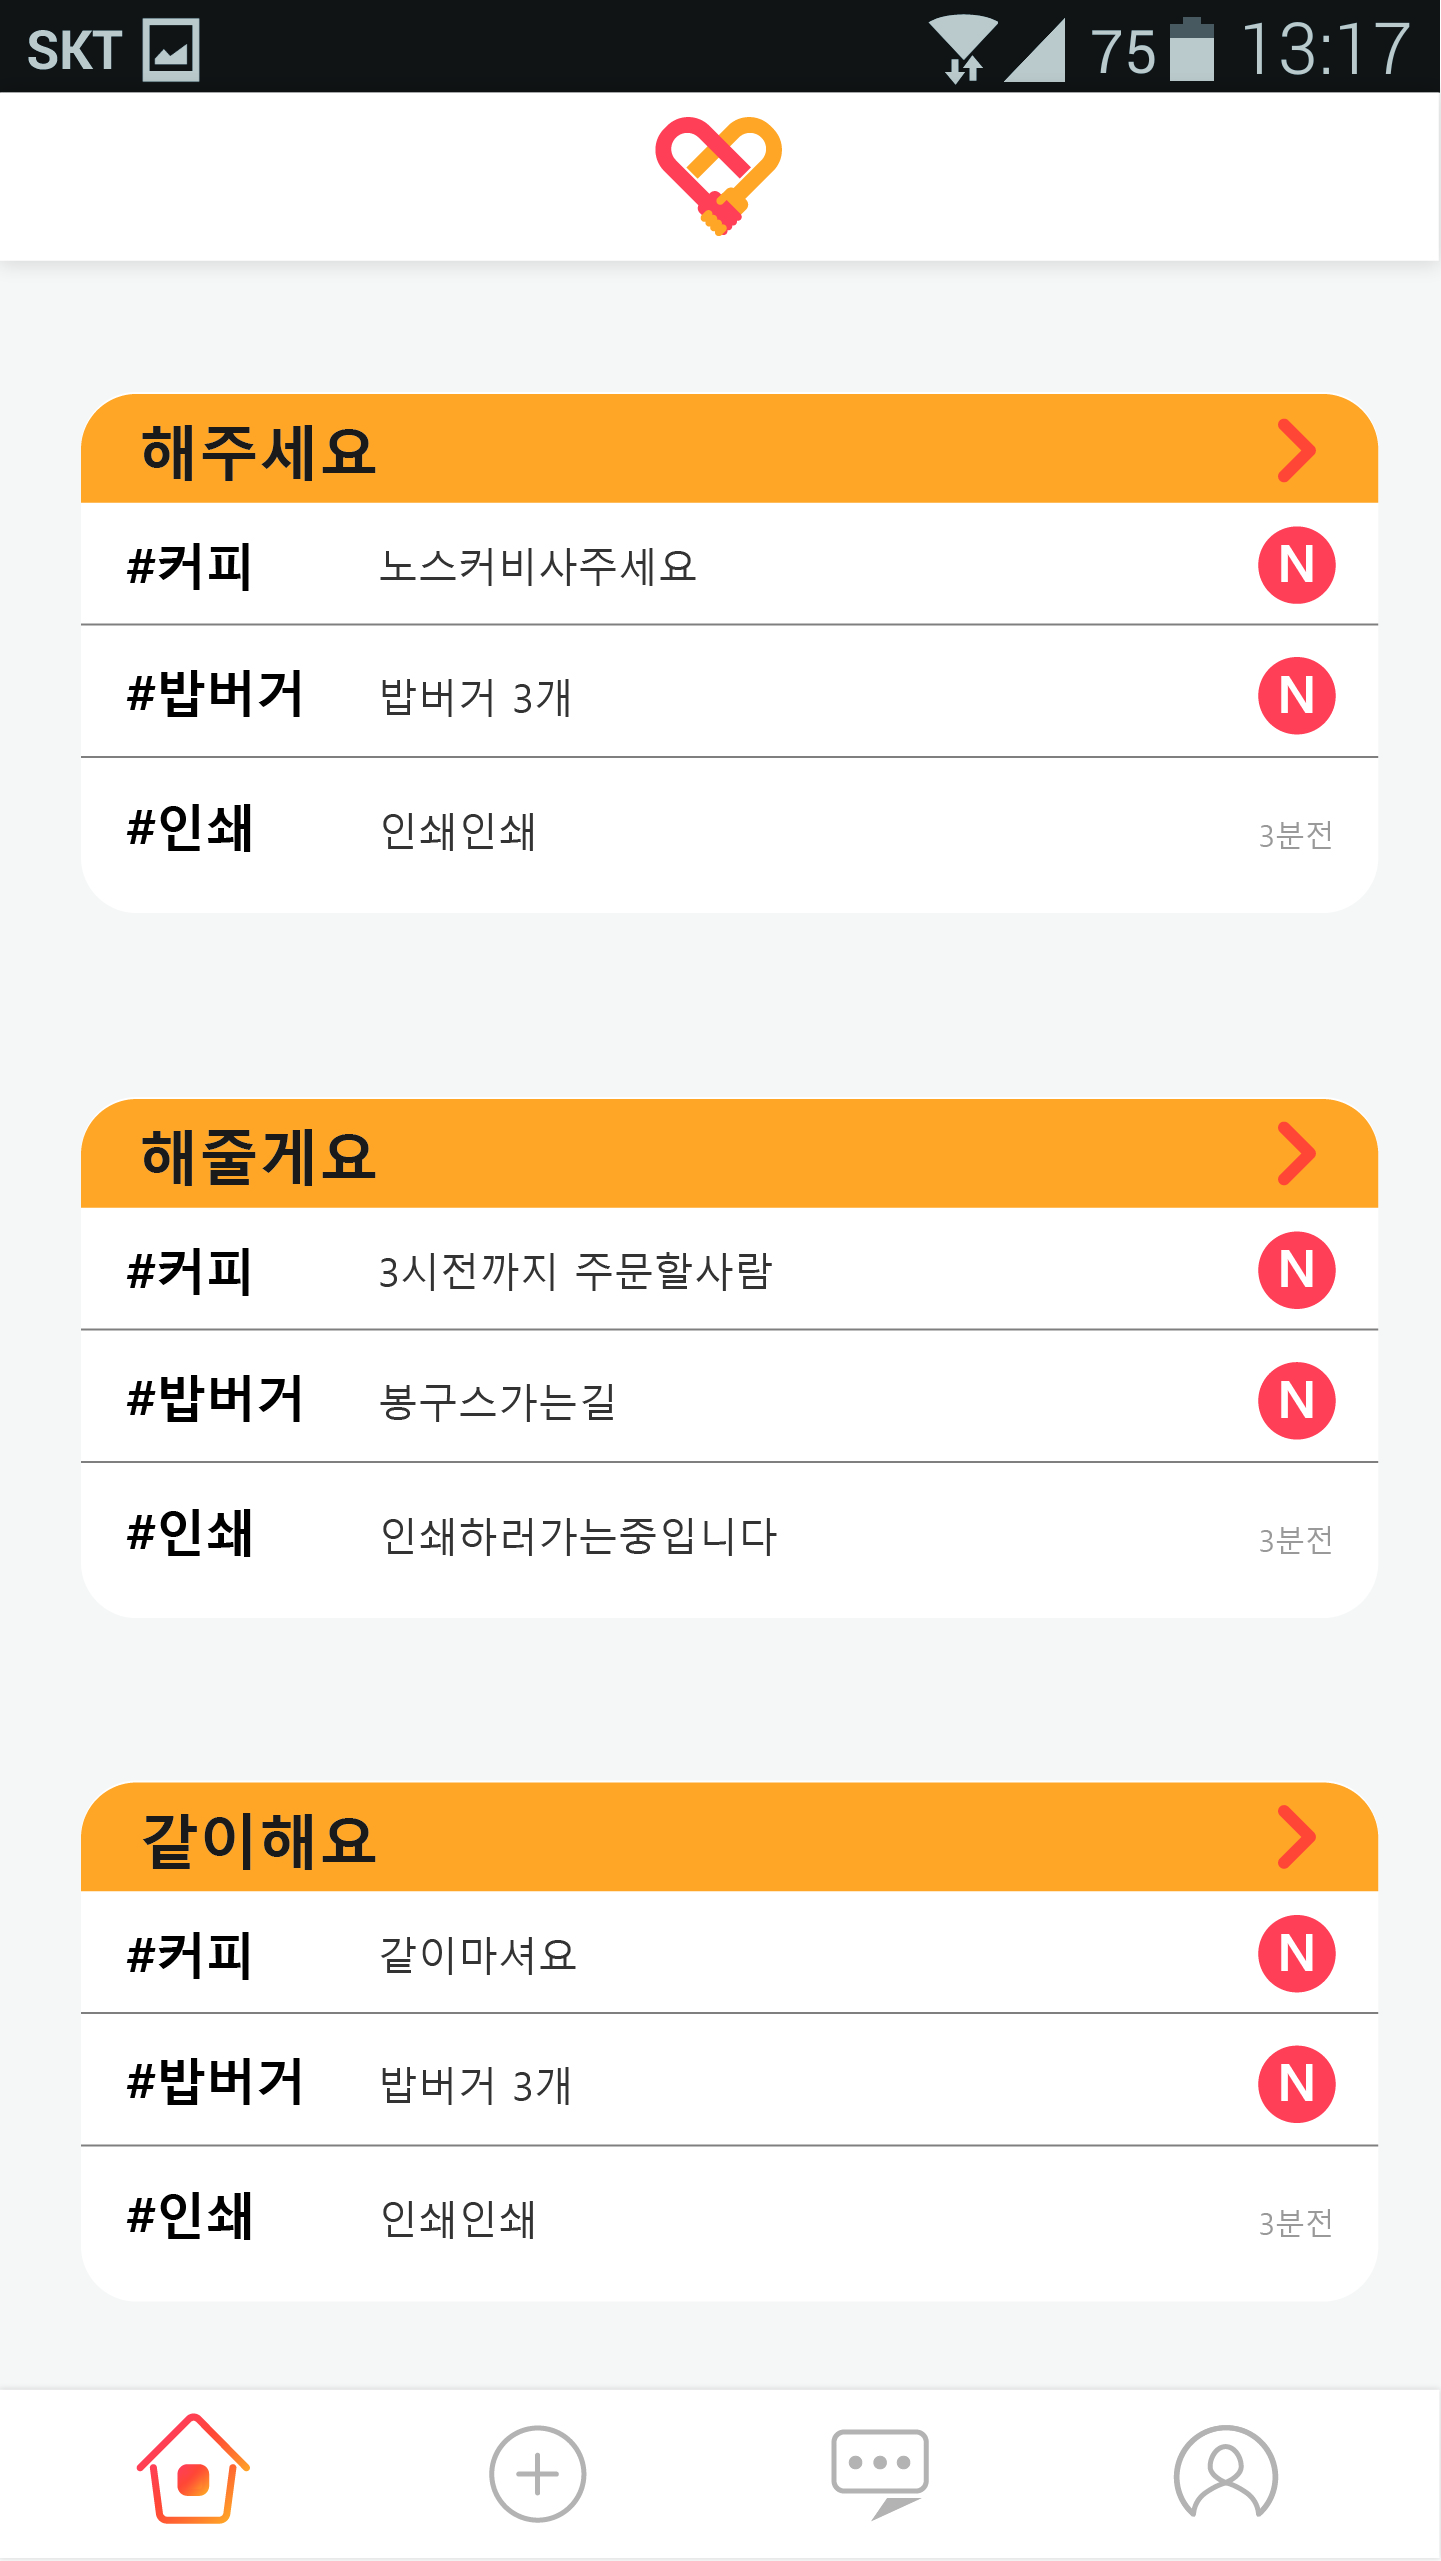 SKT 75 13:17
해주세요
#커피 노스커비사주세요 N
#밥버거 밥버거 3개 N
#인쇄 인쇄인쇄 3분전
해줄게요
#커피 3시전까지 주문할사람 N
#밥버거 봉구스가는길 N
#인쇄 인쇄하러가는중입니다 3분전
같이해요
#커피 같이마셔요 N
#밥버거 밥버거 3개 N
#인쇄 인쇄인쇄 3분전